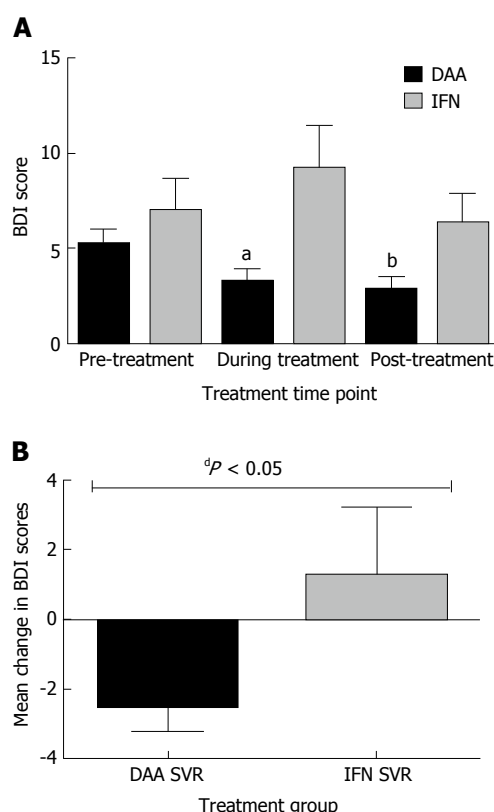 A
15
10
5
0
BDI score
DAA
IFN
a
b
Pre-treatment During treatment Post-treatment
Treatment time point
B
dP < 0.05
4
2
0
-2
-4
Mean change in BDI scores
DAA SVR IFN SVR
Treatment group